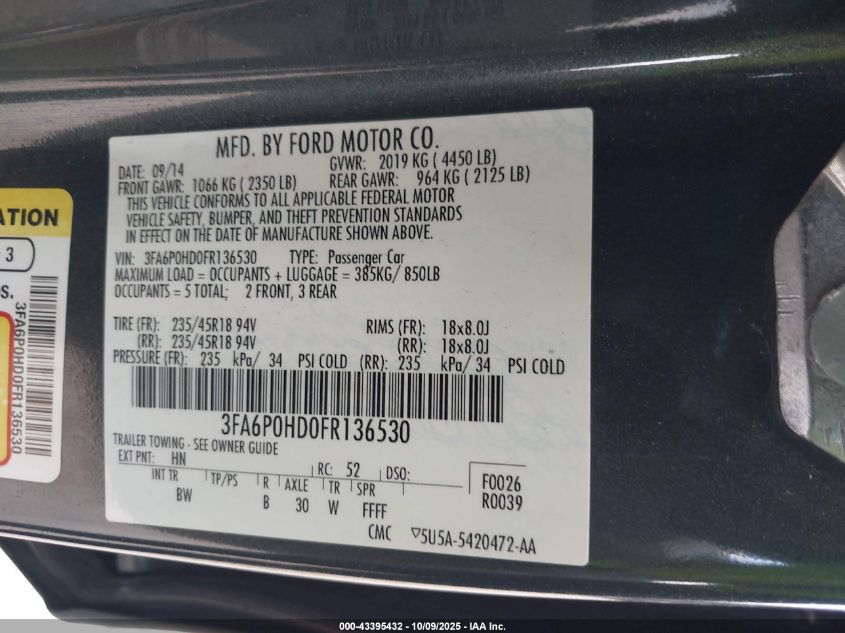 MFD. BY FORD MOTOR CO.
DATE: 09/14 GVWR: 2019 KG ( 4450 LB)
FRONT GAWR: 1066 KG ( 2350 LB) REAR GAWR: 964 KG ( 2125 LB)
THIS VEHICLE CONFORMS TO ALL APPLICABLE FEDERAL MOTOR
VEHICLE SAFETY, BUMPER, AND THEFT PREVENTION STANDARDS
IN EFFECT ON THE DATE OF MANUFACTURE SHOWN ABOVE.
VIN: 3FA6P0HD0FR136530 TYPE: Passenger Car
MAXIMUM LOAD = OCCUPANTS + LUGGAGE = 385KG/ 850LB
OCCUPANTS = 5 TOTAL; 2 FRONT, 3 REAR
TIRE (FR): 235/45R18 94V RIMS (FR): 18x8.0J
(RR): 235/45R18 94V (RR): 18x8.0J
PRESSURE (FR): 235 kPa/ 34 PSI COLD (RR): 235 kPa/ 34 PSI COLD
3FA6P0HD0FR136530
TRAILER TOWING - SEE OWNER GUIDE
EXT PNT: HN RC: 52 DSO: F0026
INT TR TP/PS R AXLE TR SPR R0039
BW B 30 W FFFF
CMC ▽5U5A-5420472-AA
ATION
3
S.
3FA6P0HD0FR136530
000-43395432 | 10/09/2025 - IAA Inc.